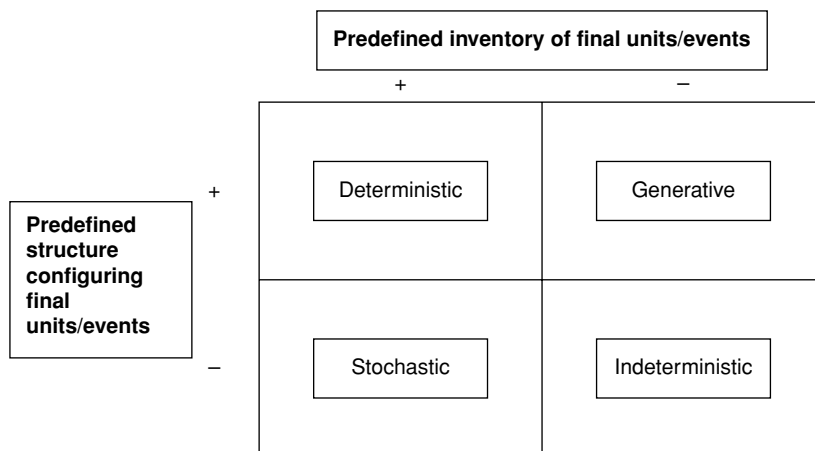 Predefined inventory of final units/events
+ –
Deterministic Generative
+
Predefined
structure
configuring
final
units/events
–
Stochastic Indeterministic